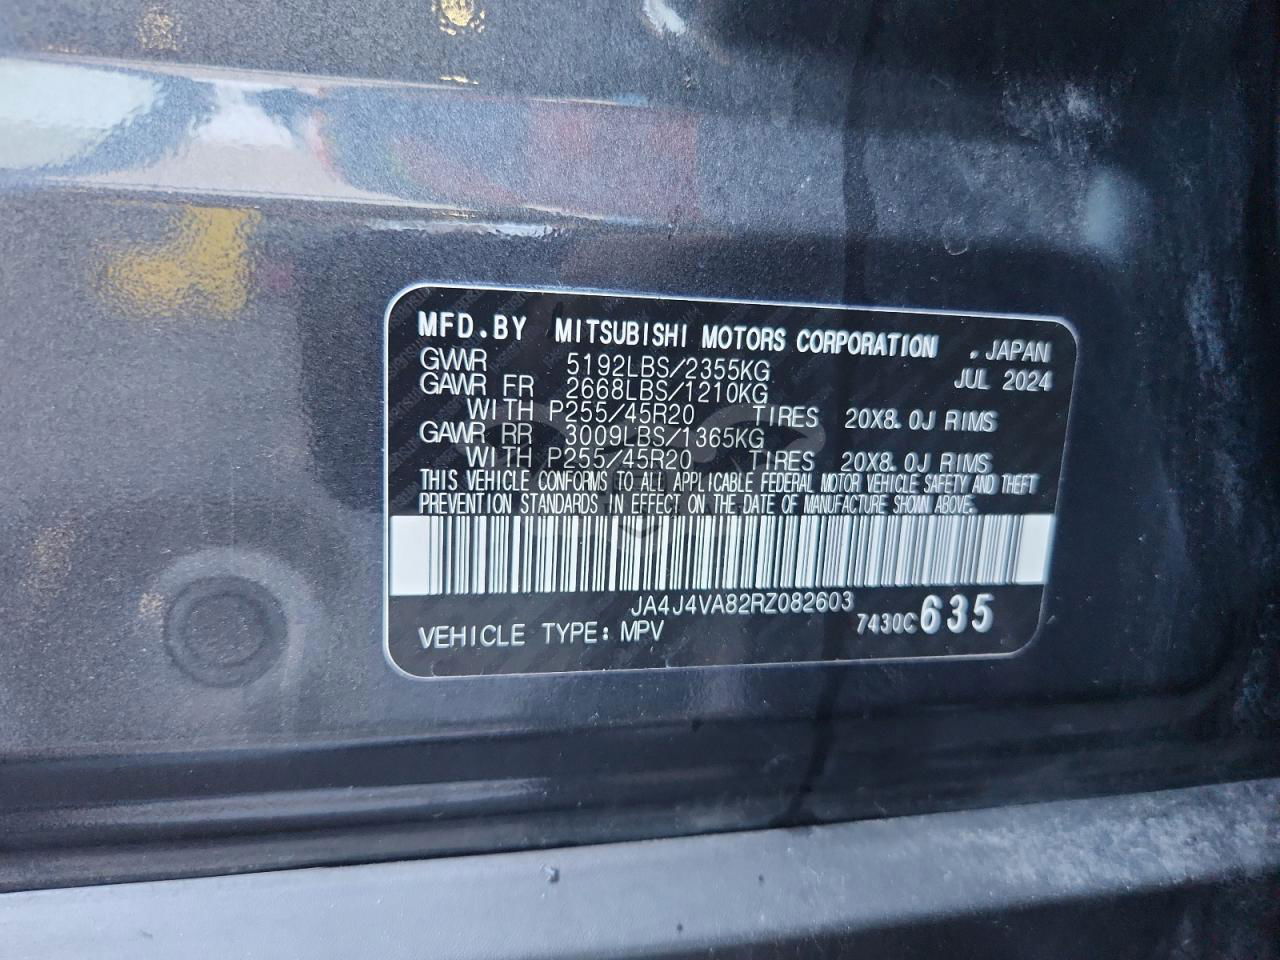 MFD.BY MITSUBISHI MOTORS CORPORATION , JAPAN
GVWR 5192LBS/2355KG JUL 2024
GAWR FR 2668LBS/1210KG
WITH P255/45R20 TIRES 20X8.0J RIMS
GAWR RR 3009LBS/1365KG
WITH P255/45R20 TIRES 20X8.0J RIMS
THIS VEHICLE CONFORMS TO ALL APPLICABLE FEDERAL MOTOR VEHICLE SAFETY AND THEFT
PREVENTION STANDARDS IN EFFECT ON THE DATE OF MANUFACTURE SHOWN ABOVE.
JA4J4VA82RZ082603
VEHICLE TYPE: MPV 7430C635